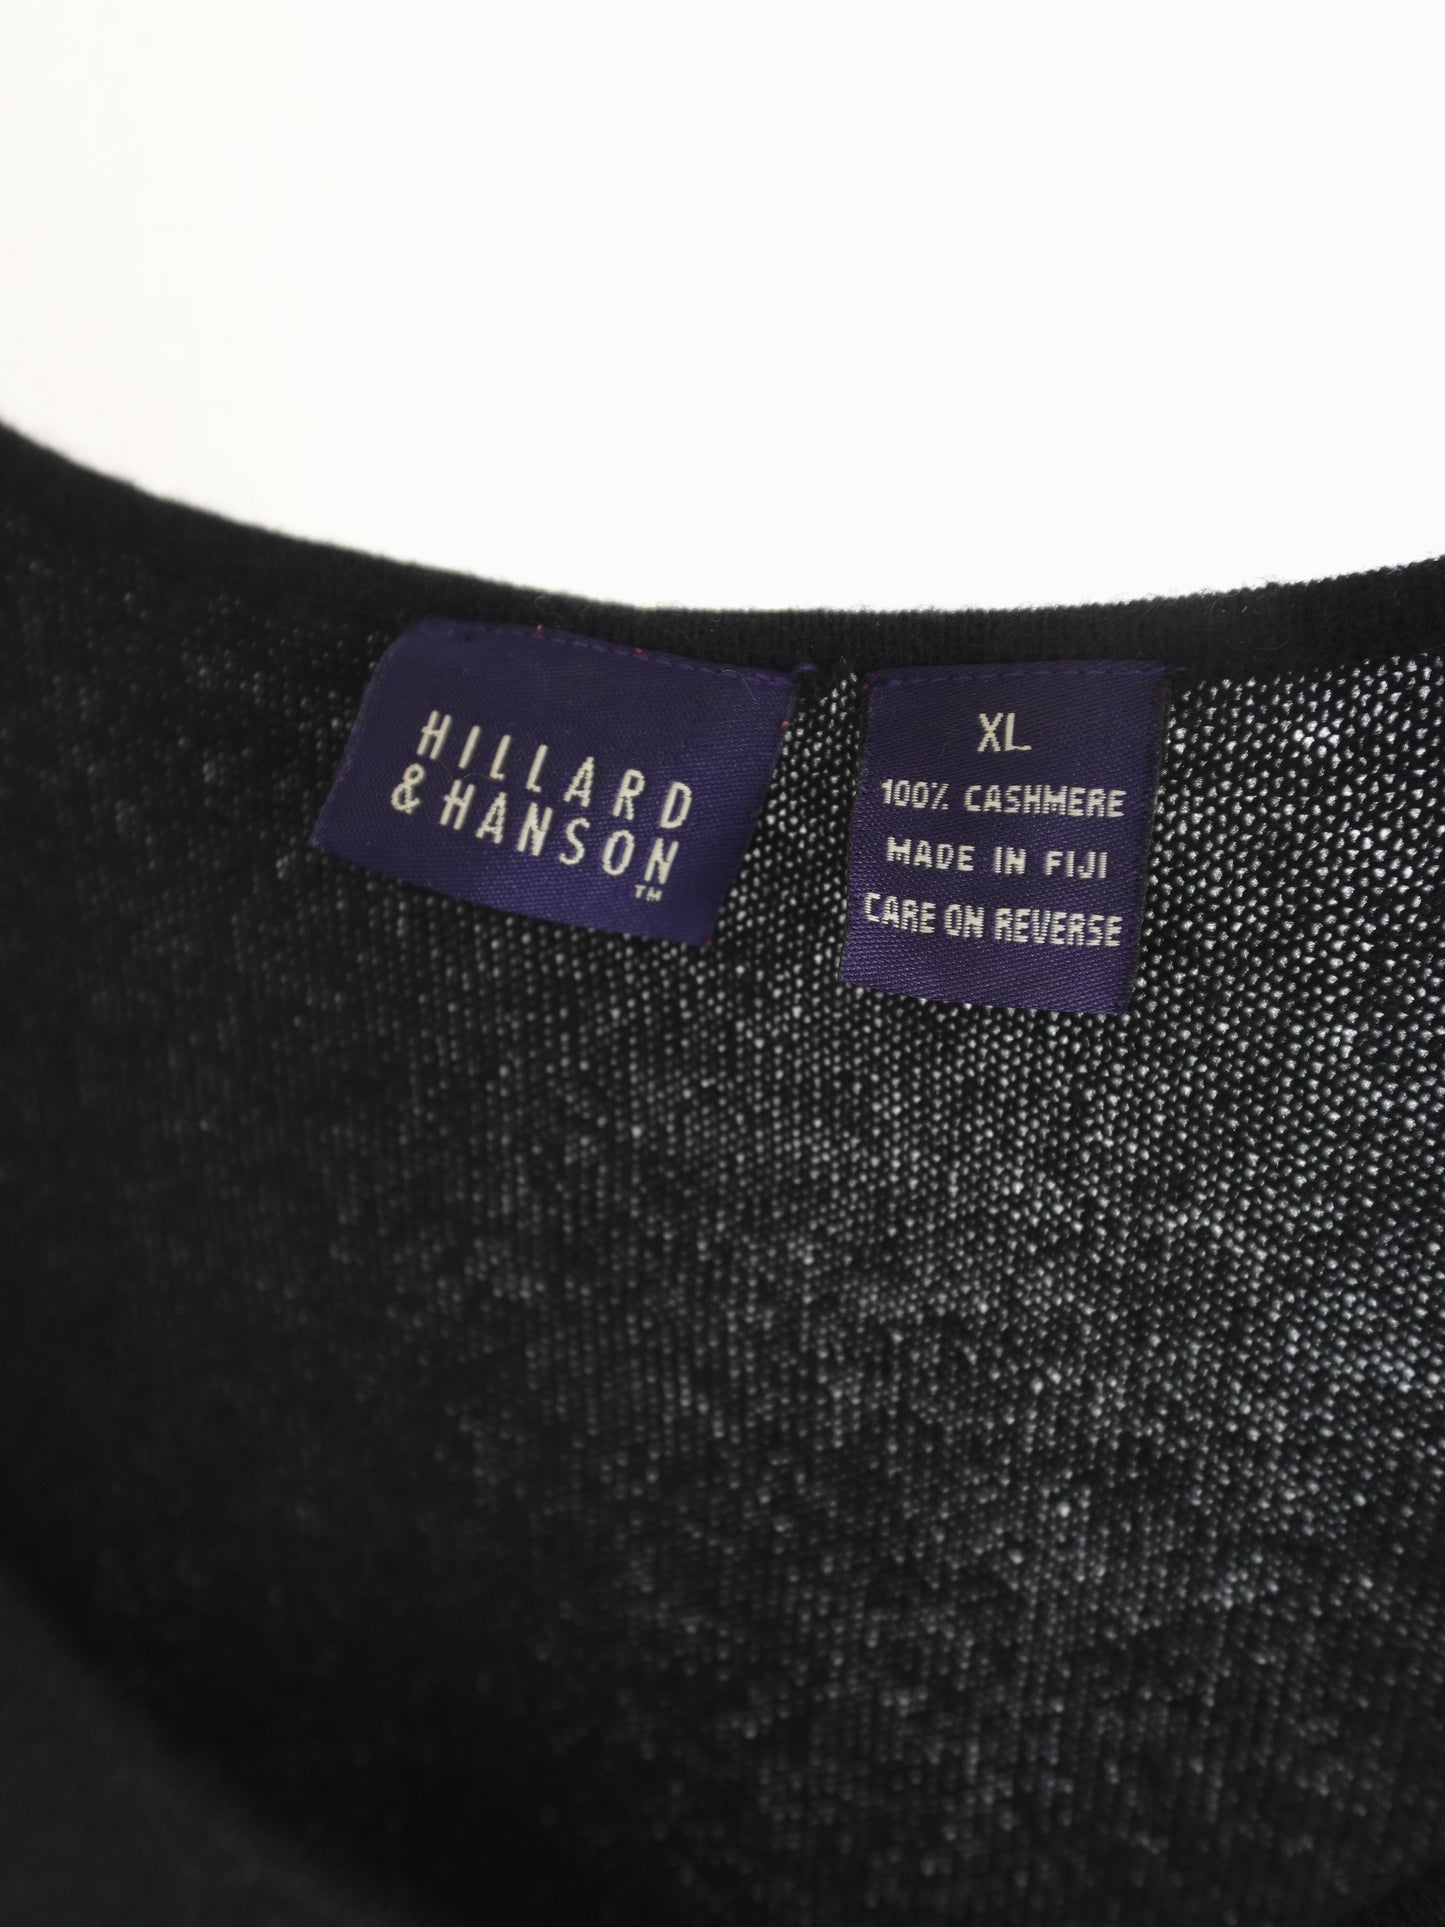 HILLARD
& HANSON
TM
XL
100% CASHMERE
MADE IN FIJI
CARE ON REVERSE